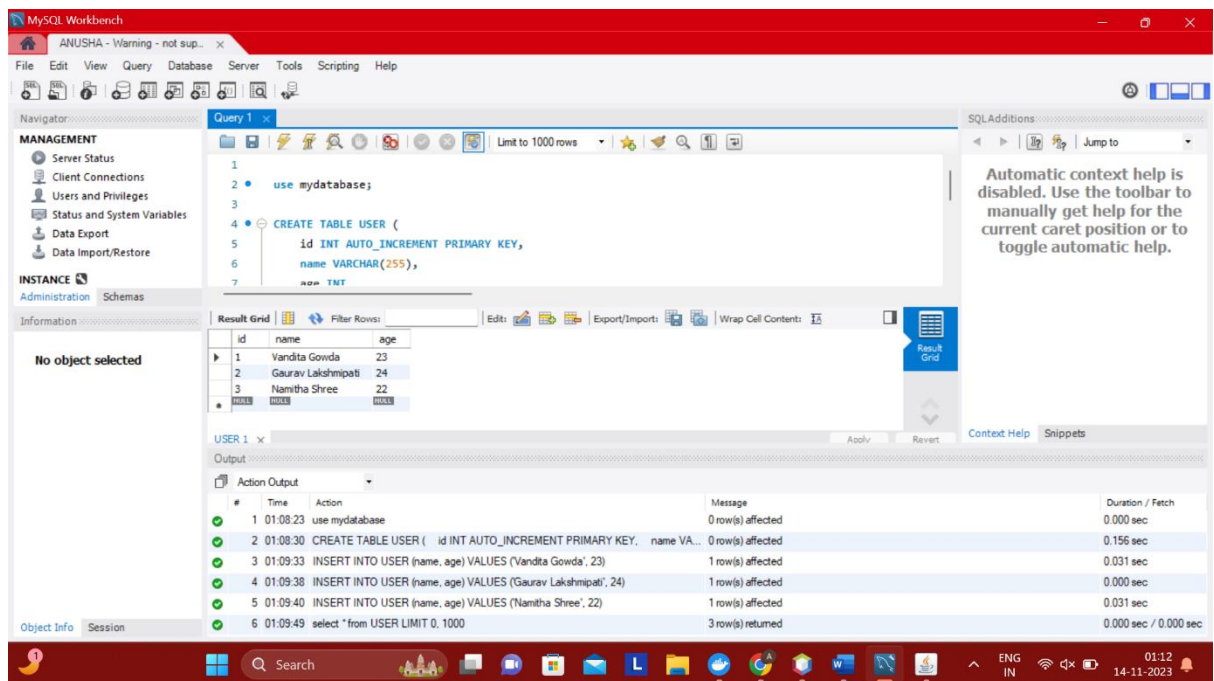 MySQL Workbench
ANUSHA - Warning - not sup...
File Edit View Query Database Server Tools Scripting Help
Navigator
MANAGEMENT
Server Status
Client Connections
Users and Privileges
Status and System Variables
Data Export
Data Import/Restore
INSTANCE
Administration Schemas
Information
No object selected
Object Info Session
Query 1
Limit to 1000 rows
1
2 use mydatabase;
3
4 CREATE TABLE USER (
5 id INT AUTO_INCREMENT PRIMARY KEY,
6 name VARCHAR(255),
7 age INT
Result Grid Filter Rows: Edit: Export/Import: Wrap Cell Content:
id name age
1 Vandita Gowda 23
2 Gaurav Lakshmipati 24
3 Namitha Shree 22
NULL NULL NULL
Result
Grid
USER 1 Apply Revert
SQLAdditions
Jump to
Automatic context help is
disabled. Use the toolbar to
manually get help for the
current caret position or to
toggle automatic help.
Context Help Snippets
Output
Action Output
# Time Action Message Duration / Fetch
1 01:08:23 use mydatabase 0 row(s) affected 0.000 sec
2 01:08:30 CREATE TABLE USER ( id INT AUTO_INCREMENT PRIMARY KEY, name VA... 0 row(s) affected 0.156 sec
3 01:09:33 INSERT INTO USER (name, age) VALUES ('Vandita Gowda', 23) 1 row(s) affected 0.031 sec
4 01:09:38 INSERT INTO USER (name, age) VALUES ('Gaurav Lakshmipati', 24) 1 row(s) affected 0.000 sec
5 01:09:40 INSERT INTO USER (name, age) VALUES ('Namitha Shree', 22) 1 row(s) affected 0.031 sec
6 01:09:49 select *from USER LIMIT 0, 1000 3 row(s) returned 0.000 sec / 0.000 sec
1
Search
ENG
IN
01:12
14-11-2023